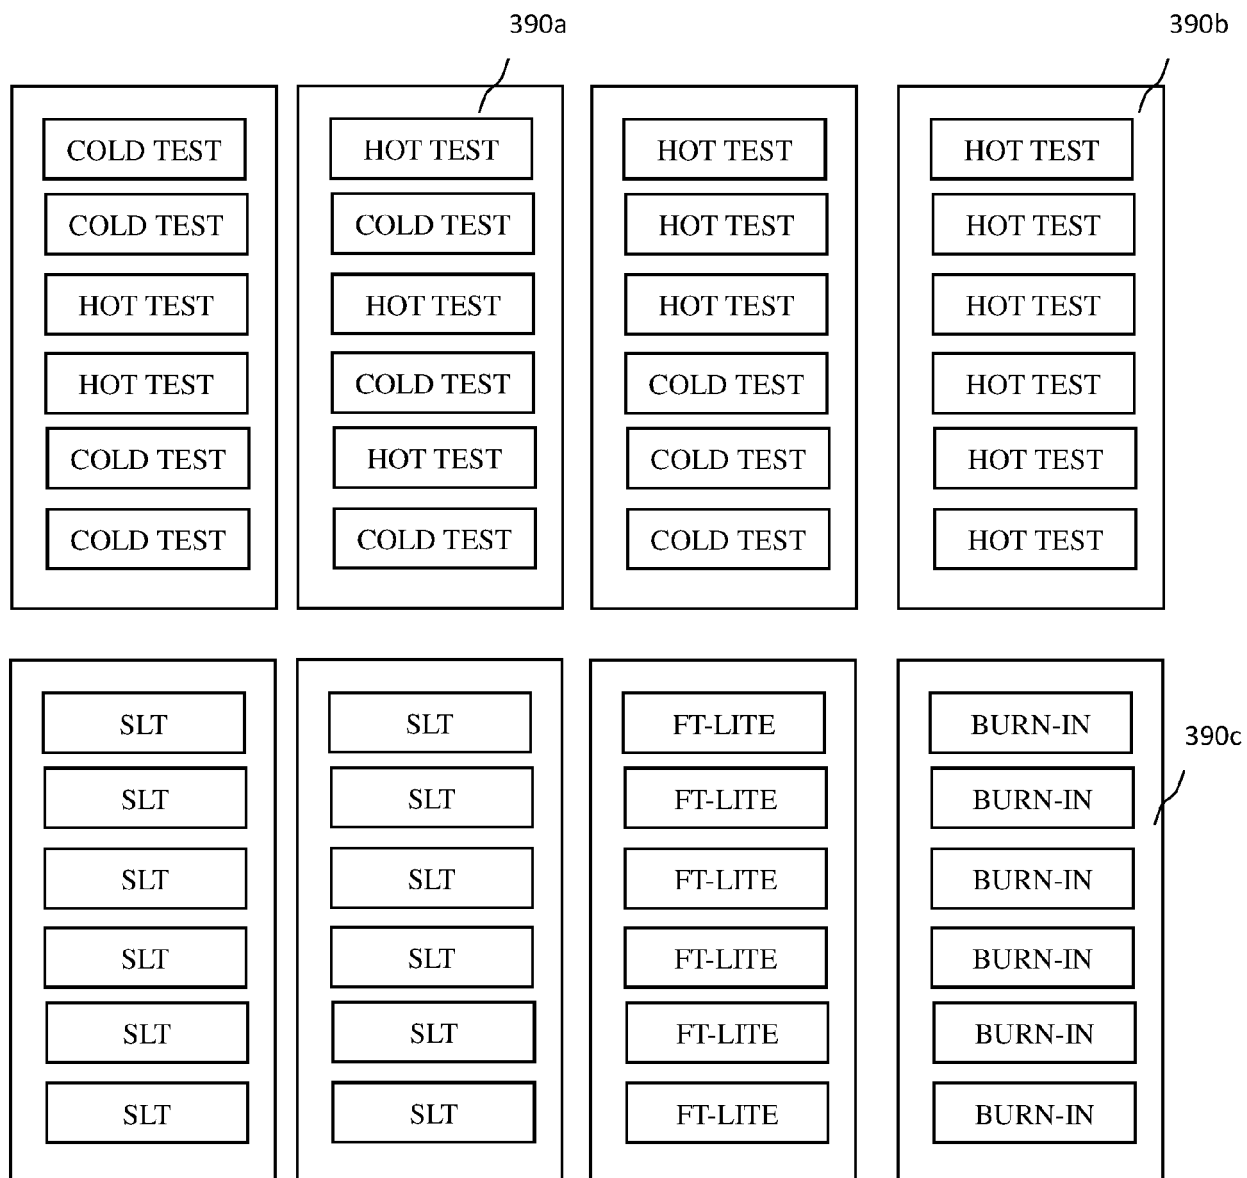 390a 390b
COLD TEST HOT TEST HOT TEST HOT TEST
COLD TEST COLD TEST HOT TEST HOT TEST
HOT TEST HOT TEST HOT TEST HOT TEST
HOT TEST COLD TEST COLD TEST HOT TEST
COLD TEST HOT TEST COLD TEST HOT TEST
COLD TEST COLD TEST COLD TEST HOT TEST
SLT SLT FT-LITE BURN-IN
390c
SLT SLT FT-LITE BURN-IN
SLT SLT FT-LITE BURN-IN
SLT SLT FT-LITE BURN-IN
SLT SLT FT-LITE BURN-IN
SLT SLT FT-LITE BURN-IN